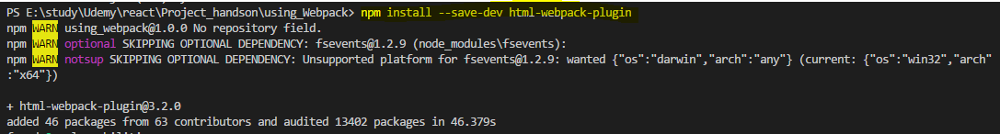 PS E:\study\Udemy\react\Project_handson\using_Webpack> npm install --save-dev html-webpack-plugin
npm WARN using_webpack@1.0.0 No repository field.
npm WARN optional SKIPPING OPTIONAL DEPENDENCY: fsevents@1.2.9 (node_modules\fsevents):
npm WARN notsup SKIPPING OPTIONAL DEPENDENCY: Unsupported platform for fsevents@1.2.9: wanted {"os":"darwin","arch":"any"} (current: {"os":"win32","arch"
:"x64"})
+ html-webpack-plugin@3.2.0
added 46 packages from 63 contributors and audited 13402 packages in 46.379s